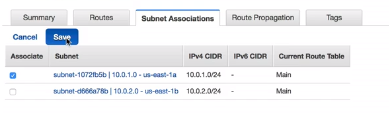 Summary Routes Subnet Associations Route Propagation Tags
Cancel Save
Associate Subnet IPv4 CIDR IPv6 CIDR Current Route Table
subnet-1072fb5b | 10.0.1.0 - us-east-1a 10.0.1.0/24 - Main
subnet-d666a78b | 10.0.2.0 - us-east-1b 10.0.2.0/24 - Main